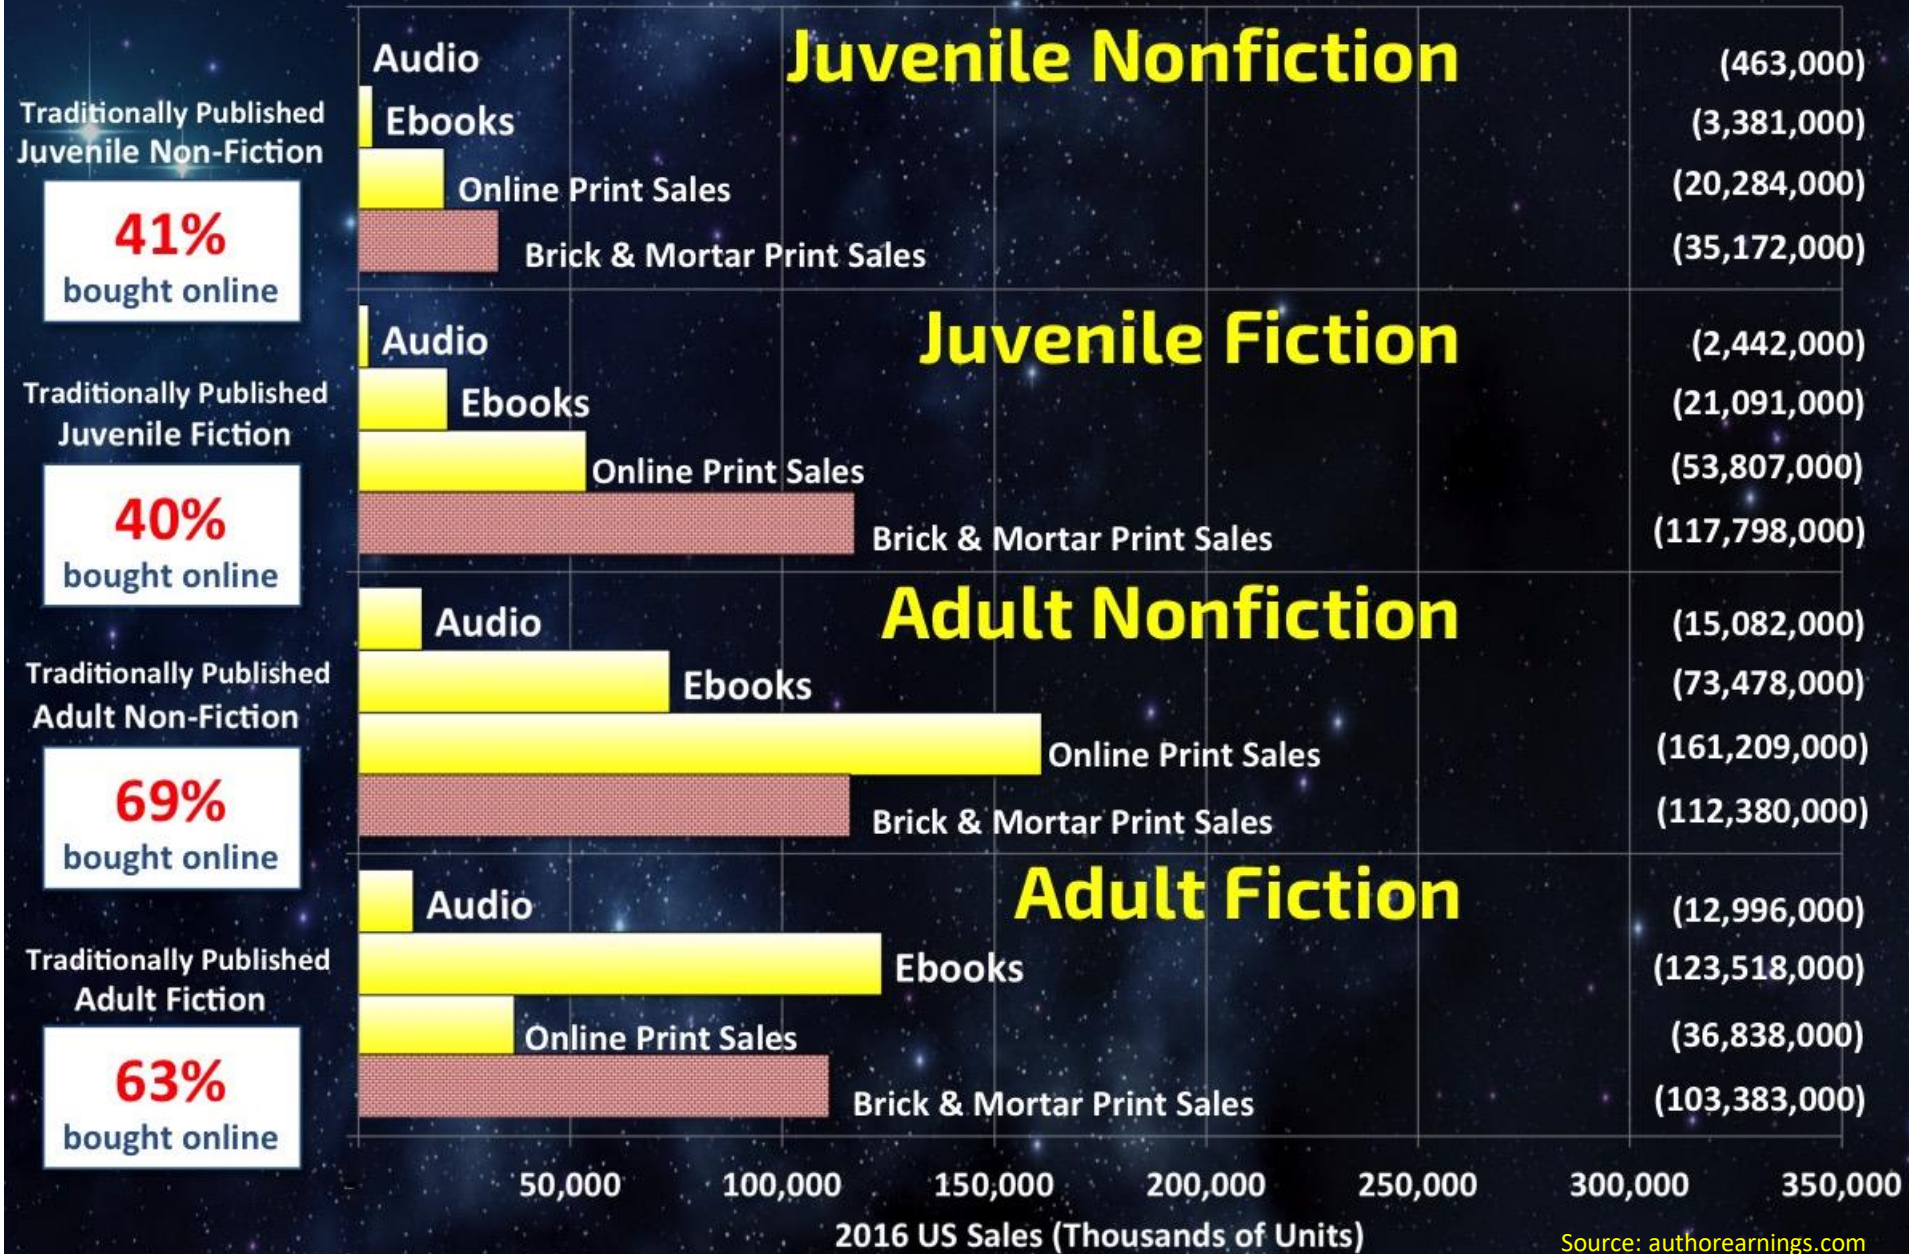 Juvenile Nonfiction
Traditionally Published
Juvenile Non-Fiction
41%
bought online
Audio
(463,000)
Ebooks
(3,381,000)
Online Print Sales
(20,284,000)
Brick & Mortar Print Sales
(35,172,000)
Juvenile Fiction
Traditionally Published
Juvenile Fiction
40%
bought online
Audio
(2,442,000)
Ebooks
(21,091,000)
Online Print Sales
(53,807,000)
Brick & Mortar Print Sales
(117,798,000)
Adult Nonfiction
Traditionally Published
Adult Non-Fiction
69%
bought online
Audio
(15,082,000)
Ebooks
(73,478,000)
Online Print Sales
(161,209,000)
Brick & Mortar Print Sales
(112,380,000)
Adult Fiction
Traditionally Published
Adult Fiction
63%
bought online
Audio
(12,996,000)
Ebooks
(123,518,000)
Online Print Sales
(36,838,000)
Brick & Mortar Print Sales
(103,383,000)
- 50,000 100,000 150,000 200,000 250,000 300,000 350,000
2016 US Sales (Thousands of Units)
Source: authorearnings.com